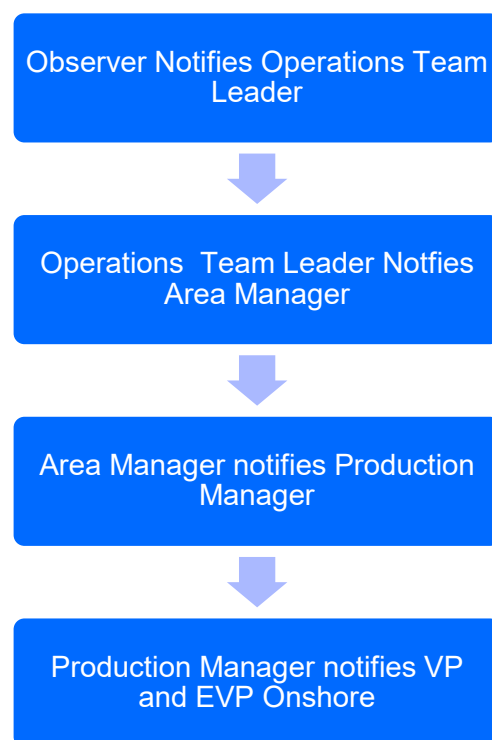 Observer Notifies Operations Team
Leader
Operations  Team Leader Notfies
Area Manager
Area Manager notifies Production
Manager
Production Manager notifies VP
and EVP Onshore